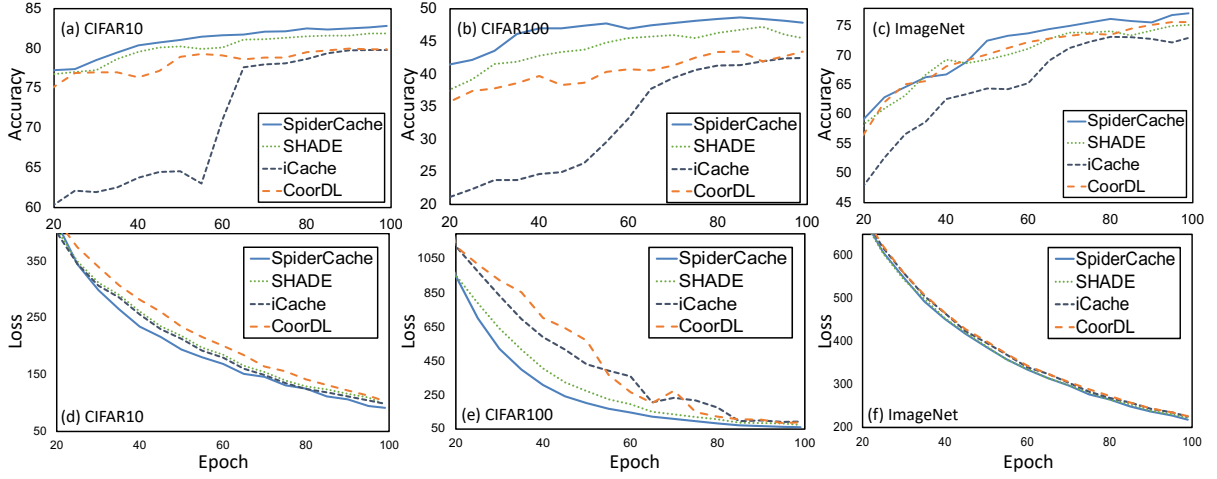 (a) CIFAR10
Accuracy
85
80
75
70
65
60
20 40 60 80 100
SpiderCache
SHADE
iCache
CoorDL
(b) CIFAR100
Accuracy
50
45
40
35
30
25
20
20 40 60 80 100
SpiderCache
SHADE
iCache
CoorDL
(c) ImageNet
Accuracy
75
70
65
60
55
50
45
20 40 60 80 100
SpiderCache
SHADE
iCache
CoorDL
(d) CIFAR10
Loss
350
250
150
50
20 40 60 80 100
Epoch
SpiderCache
SHADE
iCache
CoorDL
(e) CIFAR100
Loss
1050
850
650
450
250
50
20 40 60 80 100
Epoch
SpiderCache
SHADE
iCache
CoorDL
(f) ImageNet
Loss
600
500
400
300
200
20 40 60 80 100
Epoch
SpiderCache
SHADE
iCache
CoorDL